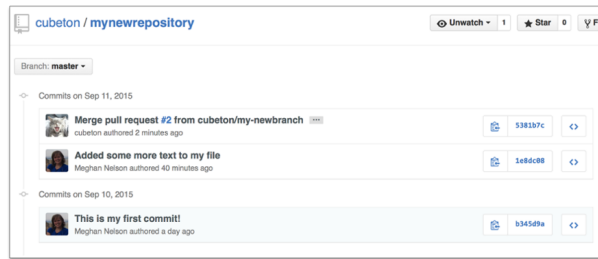 cubeton / mynewrepository
Unwatch 1 Star 0 F
Branch: master
Commits on Sep 11, 2015
Merge pull request #2 from cubeton/my-newbranch ...
cubeton authored 2 minutes ago
5381b7c
Added some more text to my file
Meghan Nelson authored 40 minutes ago
1e8dc08
Commits on Sep 10, 2015
This is my first commit!
Meghan Nelson authored a day ago
b345d9a